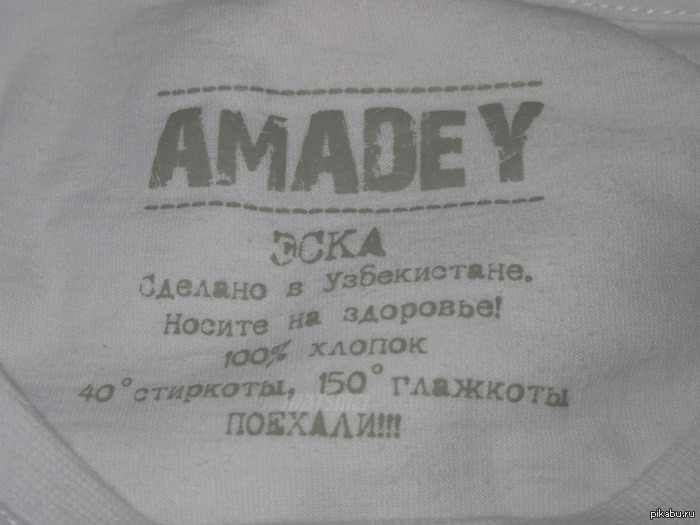 AMADEY
ЭСКА
Сделано в Узбекистане.
Носите на здоровье!
100% хлопок
40° стиркоты, 150° глажкоты
ПОЕХАЛИ!!!
pikabu.ru